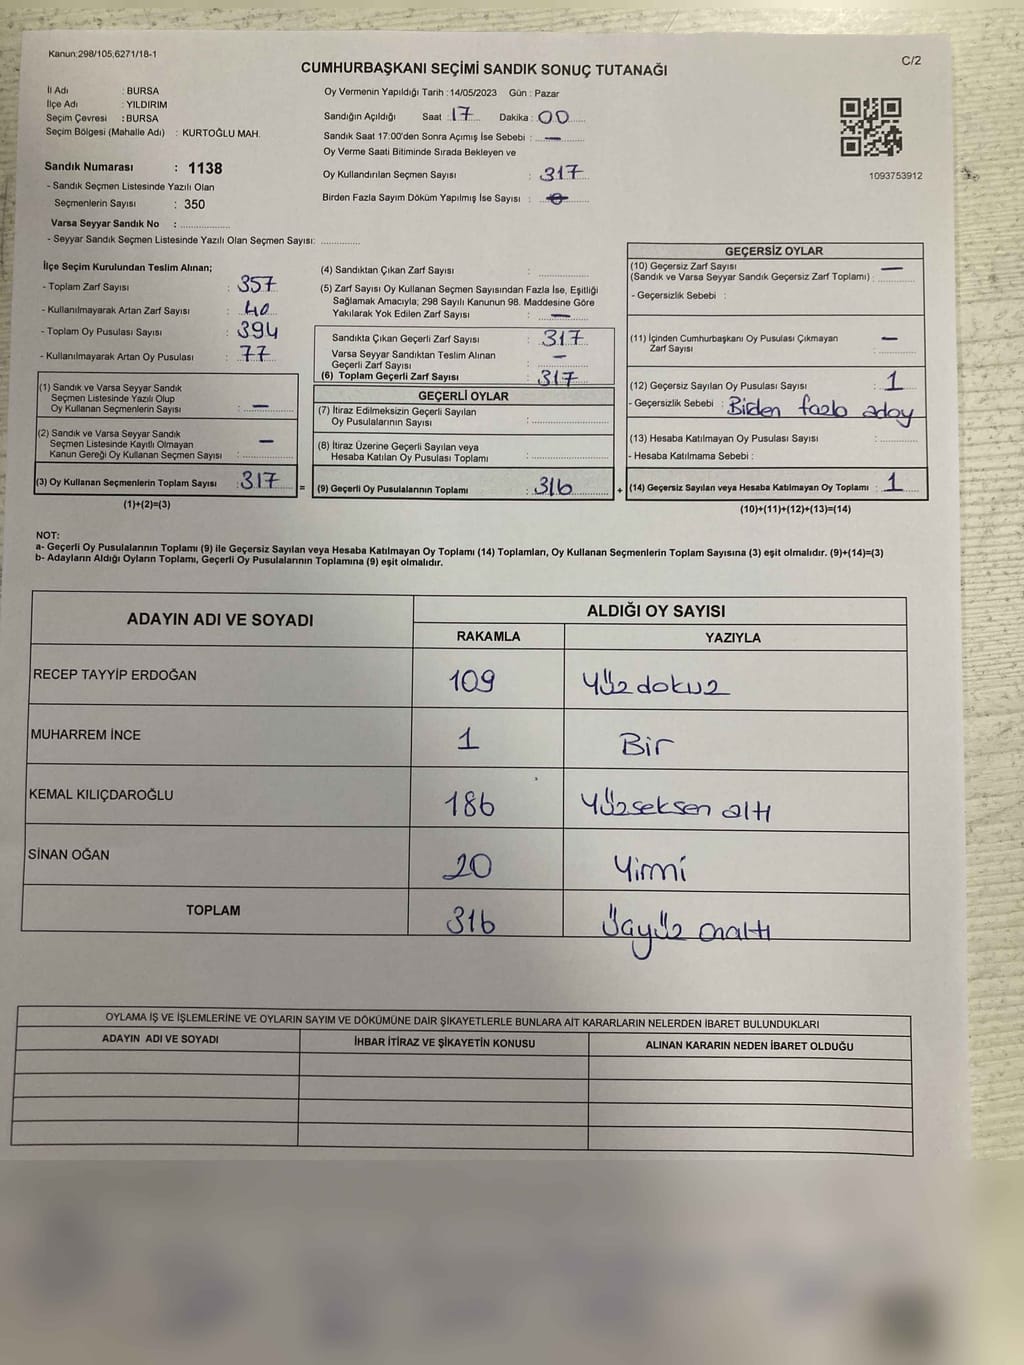 Kanun:298/105,6271/18-1
C/2
CUMHURBAŞKANI SEÇİMİ SANDIK SONUÇ TUTANAĞI
İl Adı : BURSA
İlçe Adı : YILDIRIM
Seçim Çevresi : BURSA
Seçim Bölgesi (Mahalle Adı) : KURTOĞLU MAH.
Oy Vermenin Yapıldığı Tarih : 14/05/2023 Gün : Pazar
Sandığın Açıldığı Saat : 17 Dakika : 00
Sandık Saat 17:00'den Sonra Açımış İse Sebebi : —
Oy Verme Saati Bitiminde Sırada Bekleyen ve
Oy Kullandırılan Seçmen Sayısı : 317
Birden Fazla Sayım Döküm Yapılmış İse Sayısı :
1093753912
Sandık Numarası : 1138
- Sandık Seçmen Listesinde Yazılı Olan
Seçmenlerin Sayısı : 350
Varsa Seyyar Sandık No :
- Seyyar Sandık Seçmen Listesinde Yazılı Olan Seçmen Sayısı:
İlçe Seçim Kurulundan Teslim Alınan;
- Toplam Zarf Sayısı : 357
- Kullanılmayarak Artan Zarf Sayısı : 40
- Toplam Oy Pusulası Sayısı : 394
- Kullanılmayarak Artan Oy Pusulası : 77
(1) Sandık ve Varsa Seyyar Sandık
Seçmen Listesinde Yazılı Olup
Oy Kullanan Seçmenlerin Sayısı : —
(2) Sandık ve Varsa Seyyar Sandık
Seçmen Listesinde Kayıtlı Olmayan
Kanun Gereği Oy Kullanan Seçmen Sayısı : —
(3) Oy Kullanan Seçmenlerin Toplam Sayısı : 317 =
(1)+(2)=(3)
(4) Sandıktan Çıkan Zarf Sayısı :
(5) Zarf Sayısı Oy Kullanan Seçmen Sayısından Fazla İse, Eşitliği
Sağlamak Amacıyla; 298 Sayılı Kanunun 98. Maddesine Göre
Yakılarak Yok Edilen Zarf Sayısı : —
Sandıkta Çıkan Geçerli Zarf Sayısı : 317
Varsa Seyyar Sandıktan Teslim Alınan
Geçerli Zarf Sayısı : —
(6) Toplam Geçerli Zarf Sayısı : 317
GEÇERLİ OYLAR
(7) İtiraz Edilmeksizin Geçerli Sayılan
Oy Pusulalarının Sayısı :
(8) İtiraz Üzerine Geçerli Sayılan veya
Hesaba Katılan Oy Pusulası Toplamı :
(9) Geçerli Oy Pusulalarının Toplamı : 316 +
GEÇERSİZ OYLAR
(10) Geçersiz Zarf Sayısı —
(Sandık ve Varsa Seyyar Sandık Geçersiz Zarf Toplamı) :
- Geçersizlik Sebebi :
(11) İçinden Cumhurbaşkanı Oy Pusulası Çıkmayan —
Zarf Sayısı :
(12) Geçersiz Sayılan Oy Pusulası Sayısı : 1
- Geçersizlik Sebebi : Birden fazla aday
(13) Hesaba Katılmayan Oy Pusulası Sayısı :
- Hesaba Katılmama Sebebi :
(14) Geçersiz Sayılan veya Hesaba Katılmayan Oy Toplamı : 1
(10)+(11)+(12)+(13)=(14)
NOT:
a- Geçerli Oy Pusulalarının Toplamı (9) ile Geçersiz Sayılan veya Hesaba Katılmayan Oy Toplamı (14) Toplamları, Oy Kullanan Seçmenlerin Toplam Sayısına (3) eşit olmalıdır. (9)+(14)=(3)
b- Adayların Aldığı Oyların Toplamı, Geçerli Oy Pusulalarının Toplamına (9) eşit olmalıdır.
ADAYIN ADI VE SOYADI
ALDIĞI OY SAYISI
RAKAMLA YAZIYLA
RECEP TAYYİP ERDOĞAN 109 Yüzdokuz
MUHARREM İNCE 1 Bir
KEMAL KILIÇDAROĞLU 186 Yüzseksen altı
SİNAN OĞAN 20 Yirmi
TOPLAM 316 Üçyüz onaltı
OYLAMA İŞ VE İŞLEMLERİNE VE OYLARIN SAYIM VE DÖKÜMÜNE DAİR ŞİKAYETLERLE BUNLARA AİT KARARLARIN NELERDEN İBARET BULUNDUKLARI
ADAYIN ADI VE SOYADI İHBAR İTİRAZ VE ŞİKAYETİN KONUSU ALINAN KARARIN NEDEN İBARET OLDUĞU